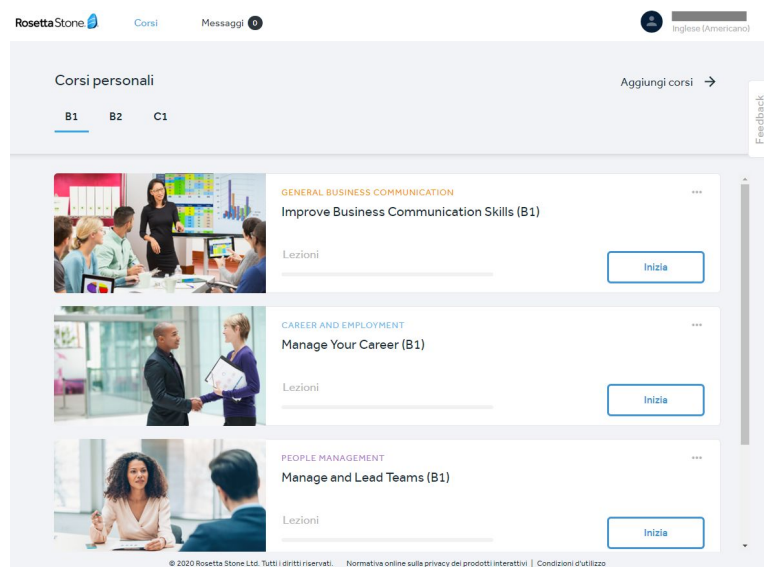 RosettaStone
Corsi
Messaggi 0
Inglese (Americano)
Corsi personali
Aggiungi corsi →
Feedback
B1 B2 C1
GENERAL BUSINESS COMMUNICATION
Improve Business Communication Skills (B1)
Lezioni
Inizia
CAREER AND EMPLOYMENT
Manage Your Career (B1)
Lezioni
Inizia
PEOPLE MANAGEMENT
Manage and Lead Teams (B1)
Lezioni
Inizia
© 2020 Rosetta Stone Ltd. Tutti i diritti riservati. Normativa online sulla privacy dei prodotti interattivi | Condizioni d'utilizzo